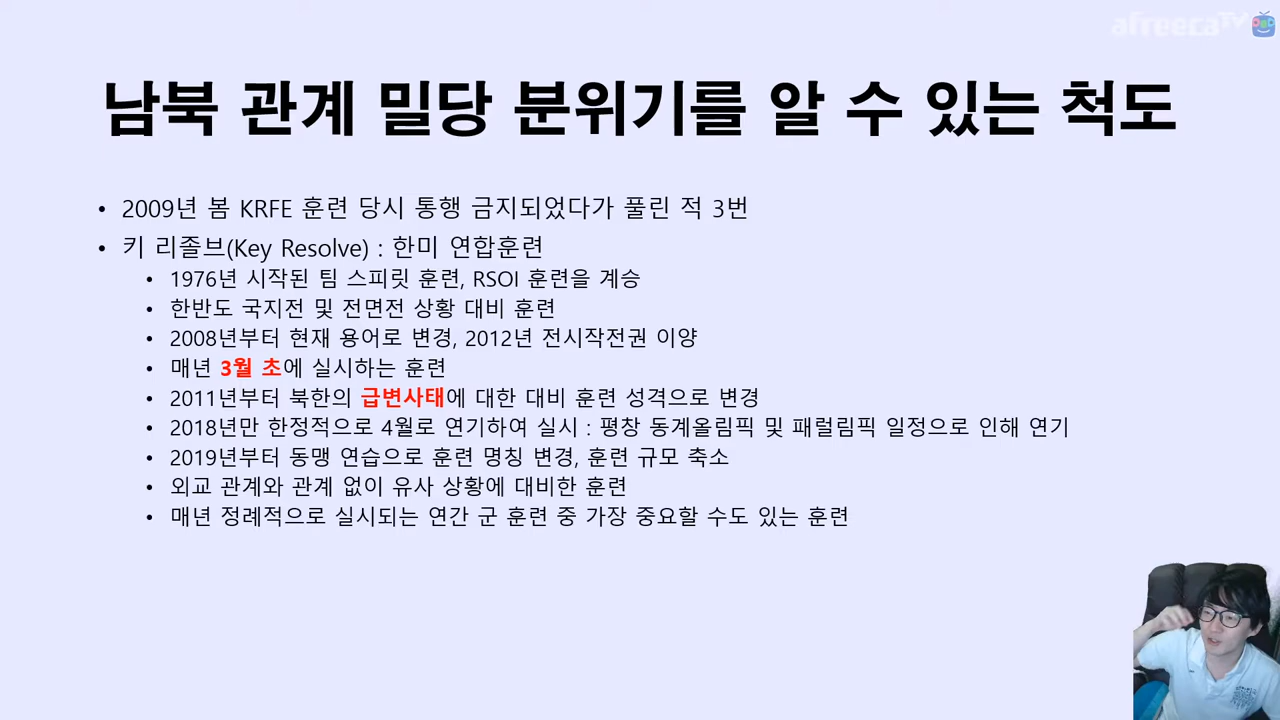 afreecaTV
남북 관계 밀당 분위기를 알 수 있는 척도
• 2009년 봄 KRFE 훈련 당시 통행 금지되었다가 풀린 적 3번
• 키 리졸브(Key Resolve) : 한미 연합훈련
• 1976년 시작된 팀 스피릿 훈련, RSOI 훈련을 계승
• 한반도 국지전 및 전면전 상황 대비 훈련
• 2008년부터 현재 용어로 변경, 2012년 전시작전권 이양
• 매년 3월 초에 실시하는 훈련
• 2011년부터 북한의 급변사태에 대한 대비 훈련 성격으로 변경
• 2018년만 한정적으로 4월로 연기하여 실시 : 평창 동계올림픽 및 패럴림픽 일정으로 인해 연기
• 2019년부터 동맹 연습으로 훈련 명칭 변경, 훈련 규모 축소
• 외교 관계와 관계 없이 유사 상황에 대비한 훈련
• 매년 정례적으로 실시되는 연간 군 훈련 중 가장 중요할 수도 있는 훈련